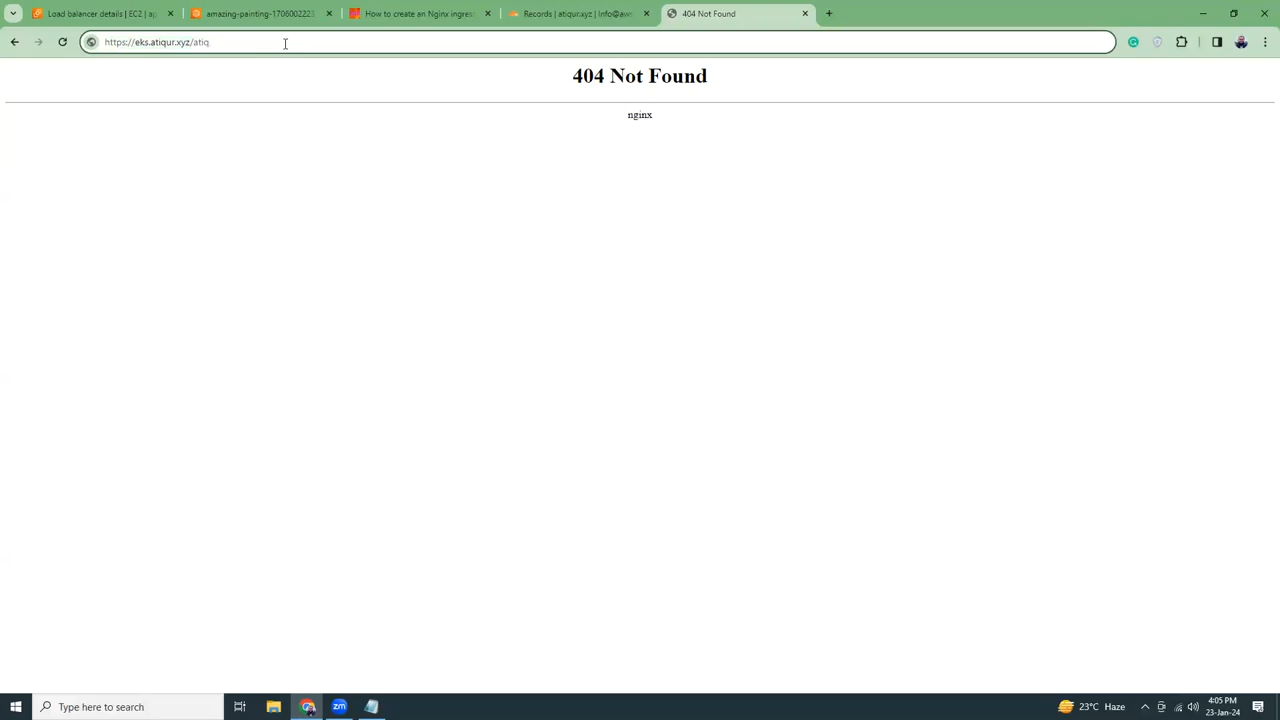 Load balancer details | EC2 | ap
amazing-painting-1706002223
How to create an Nginx ingress
Records | atiqur.xyz | Info@aws
404 Not Found
https://eks.atiqur.xyz/atiq
404 Not Found
nginx
Type here to search
zm
23°C Haze
4:05 PM
23-Jan-24